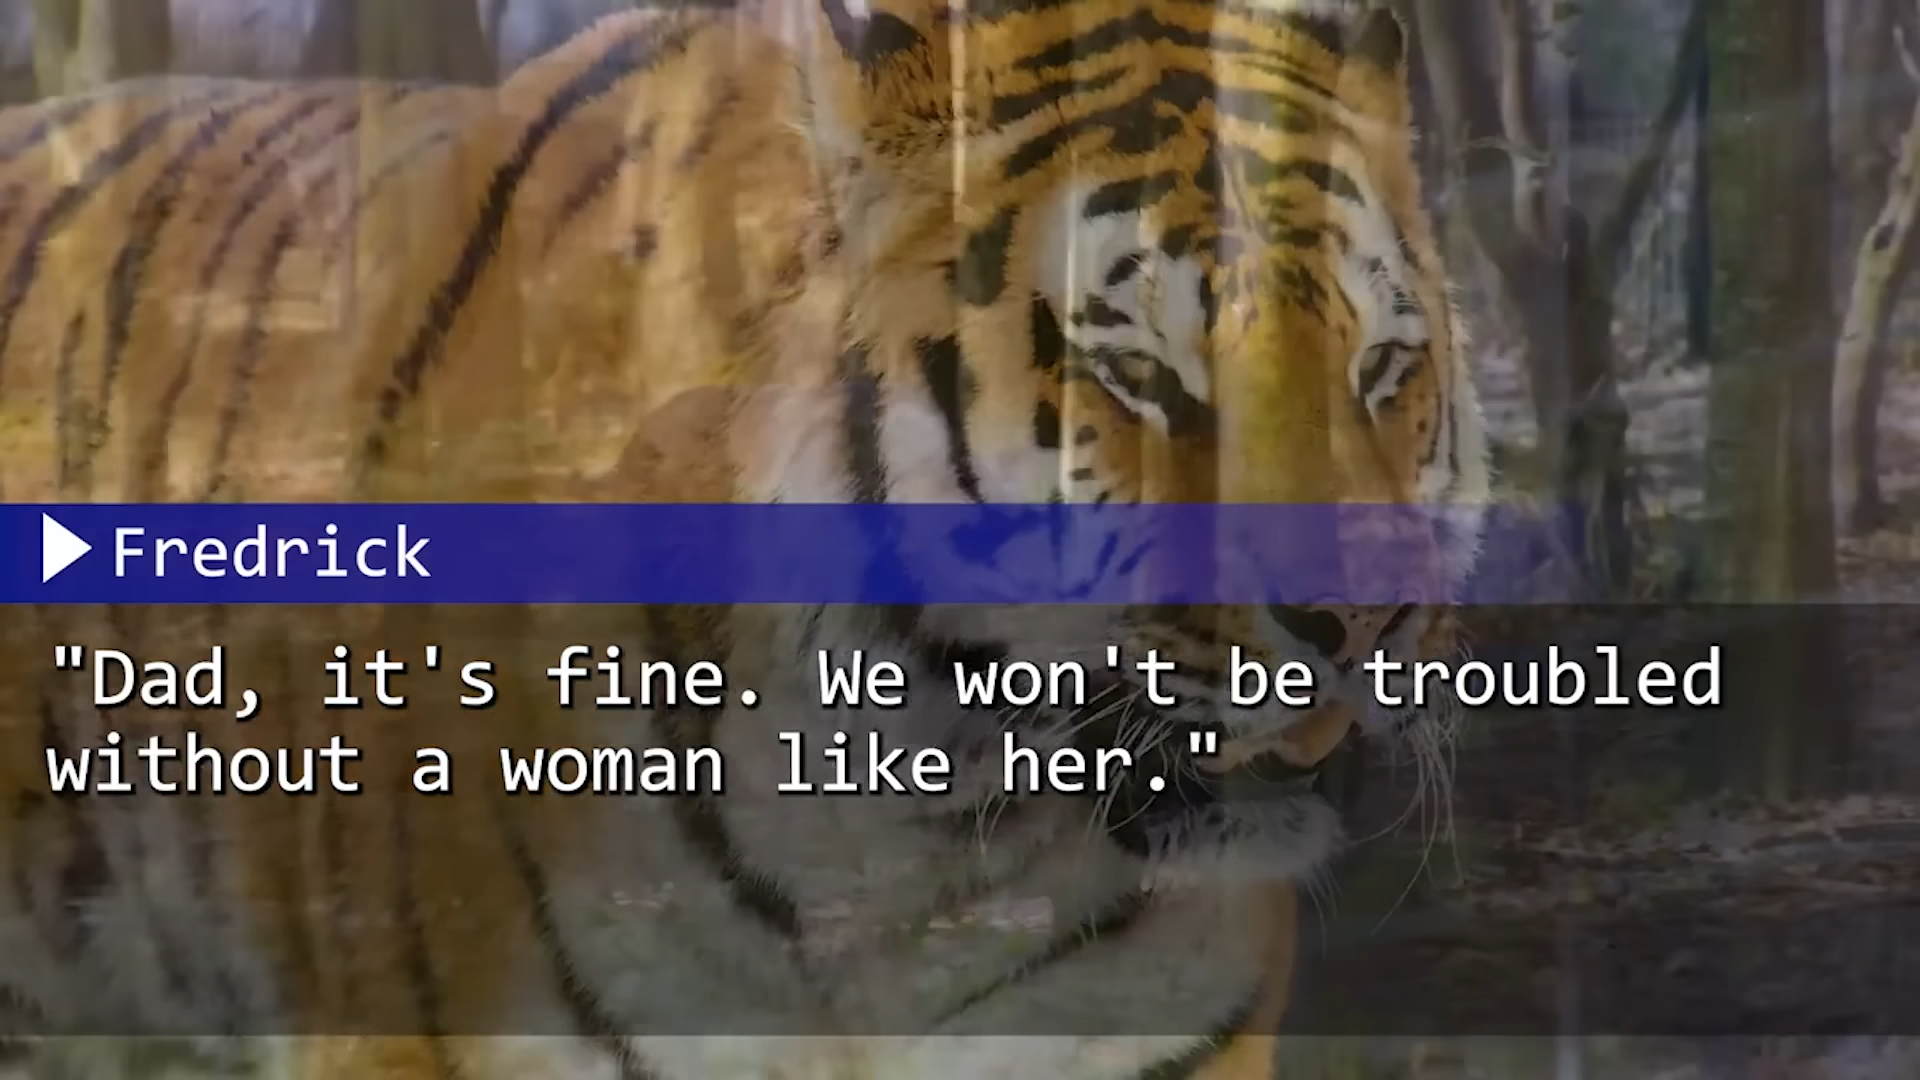 Fredrick
"Dad, it's fine. We won't be troubled
without a woman like her."